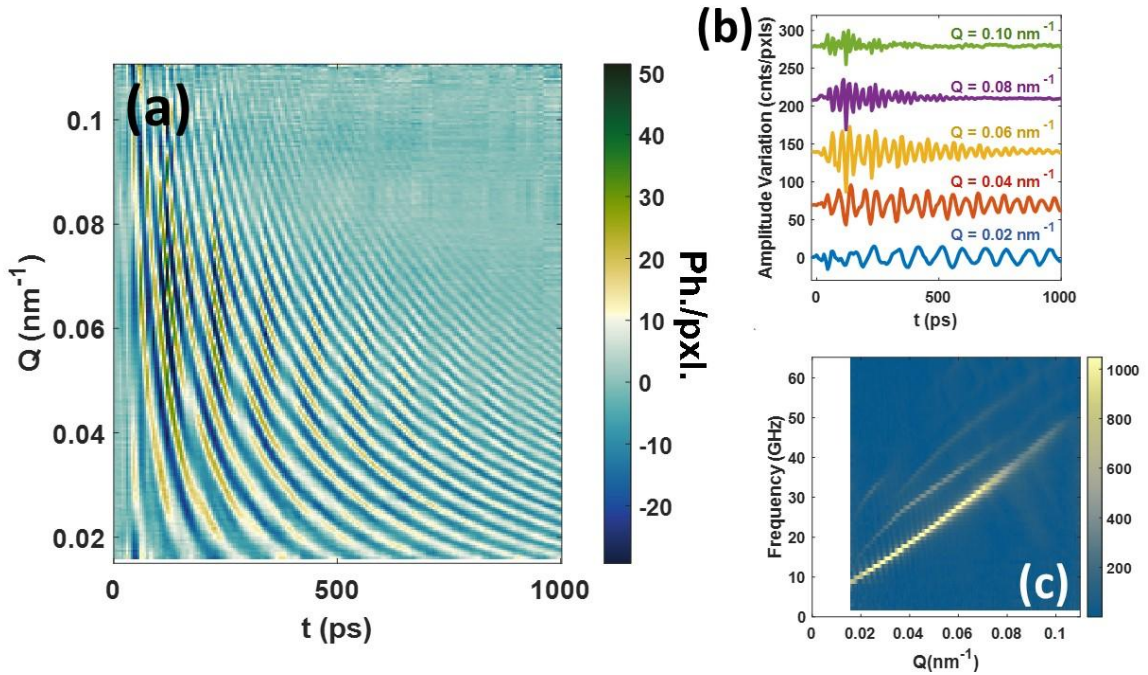 (a)
Q (nm⁻¹)
0.1
0.08
0.06
0.04
0.02
0
500
1000
t (ps)
50
40
30
20
10
0
-10
-20
Ph./pxl.
(b)
Amplitude Variation (cnts/pxls)
300
250
200
150
100
50
0
Q = 0.10 nm⁻¹
Q = 0.08 nm⁻¹
Q = 0.06 nm⁻¹
Q = 0.04 nm⁻¹
Q = 0.02 nm⁻¹
0
500
1000
t (ps)
Frequency (GHz)
60
50
40
30
20
10
0
(c)
0
0.02
0.04
0.06
0.08
0.1
Q(nm⁻¹)
1000
800
600
400
200